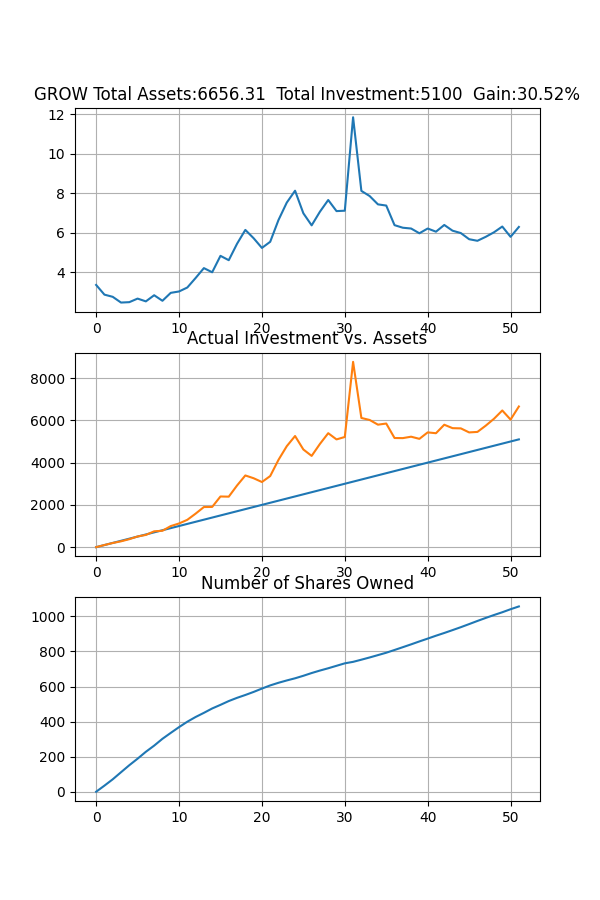 GROW Total Assets:6656.31  Total Investment:5100  Gain:30.52%
12
10
8
6
4
0 10 20 30 40 50
Actual Investment vs. Assets
8000
6000
4000
2000
0
0 10 20 30 40 50
Number of Shares Owned
1000
800
600
400
200
0
0 10 20 30 40 50